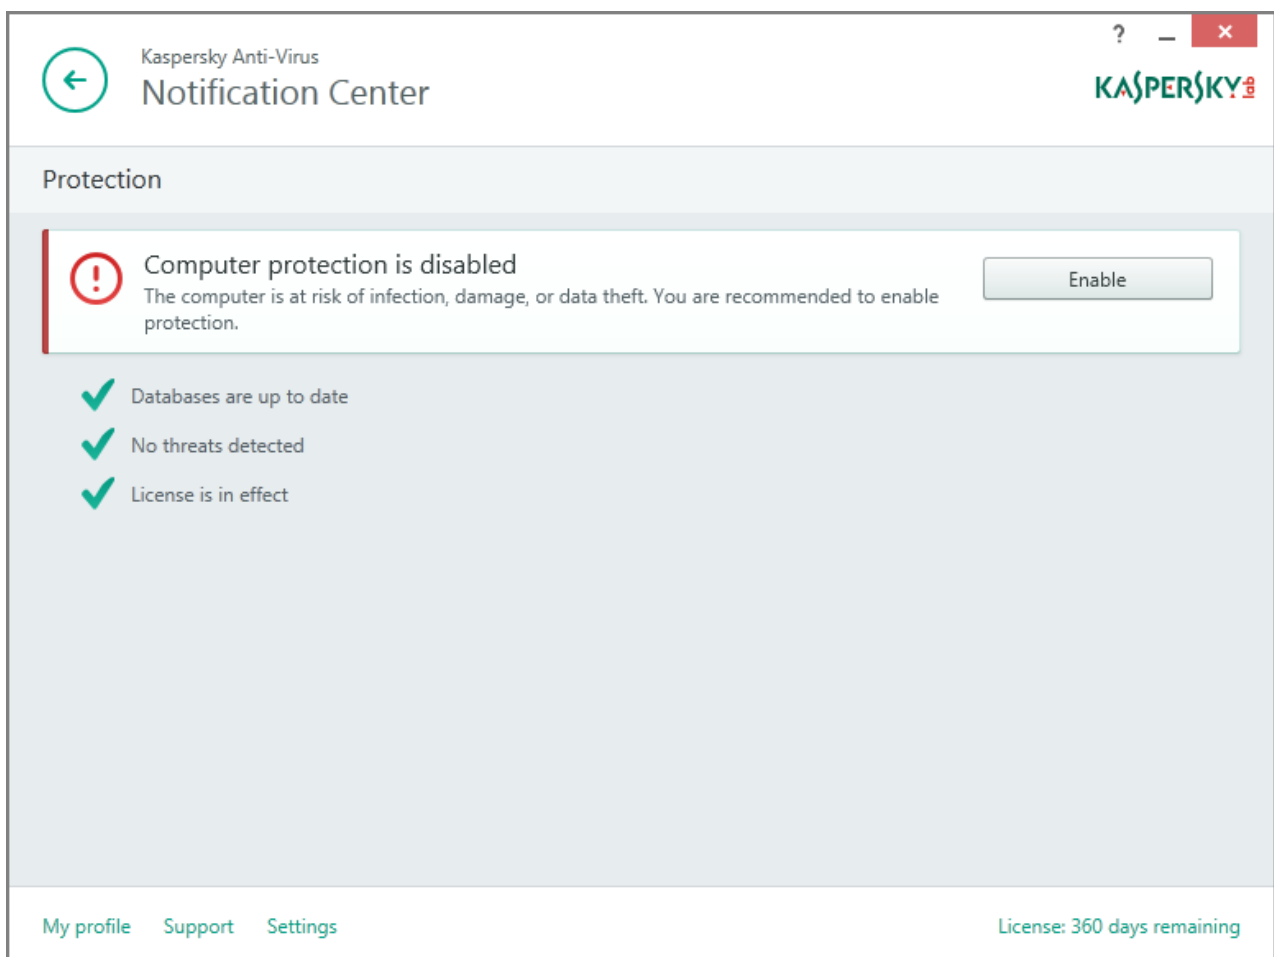 ?
Kaspersky Anti-Virus
Notification Center
KASPERSKY lab
Protection
Computer protection is disabled
The computer is at risk of infection, damage, or data theft. You are recommended to enable
protection.
Enable
Databases are up to date
No threats detected
License is in effect
My profile Support Settings License: 360 days remaining